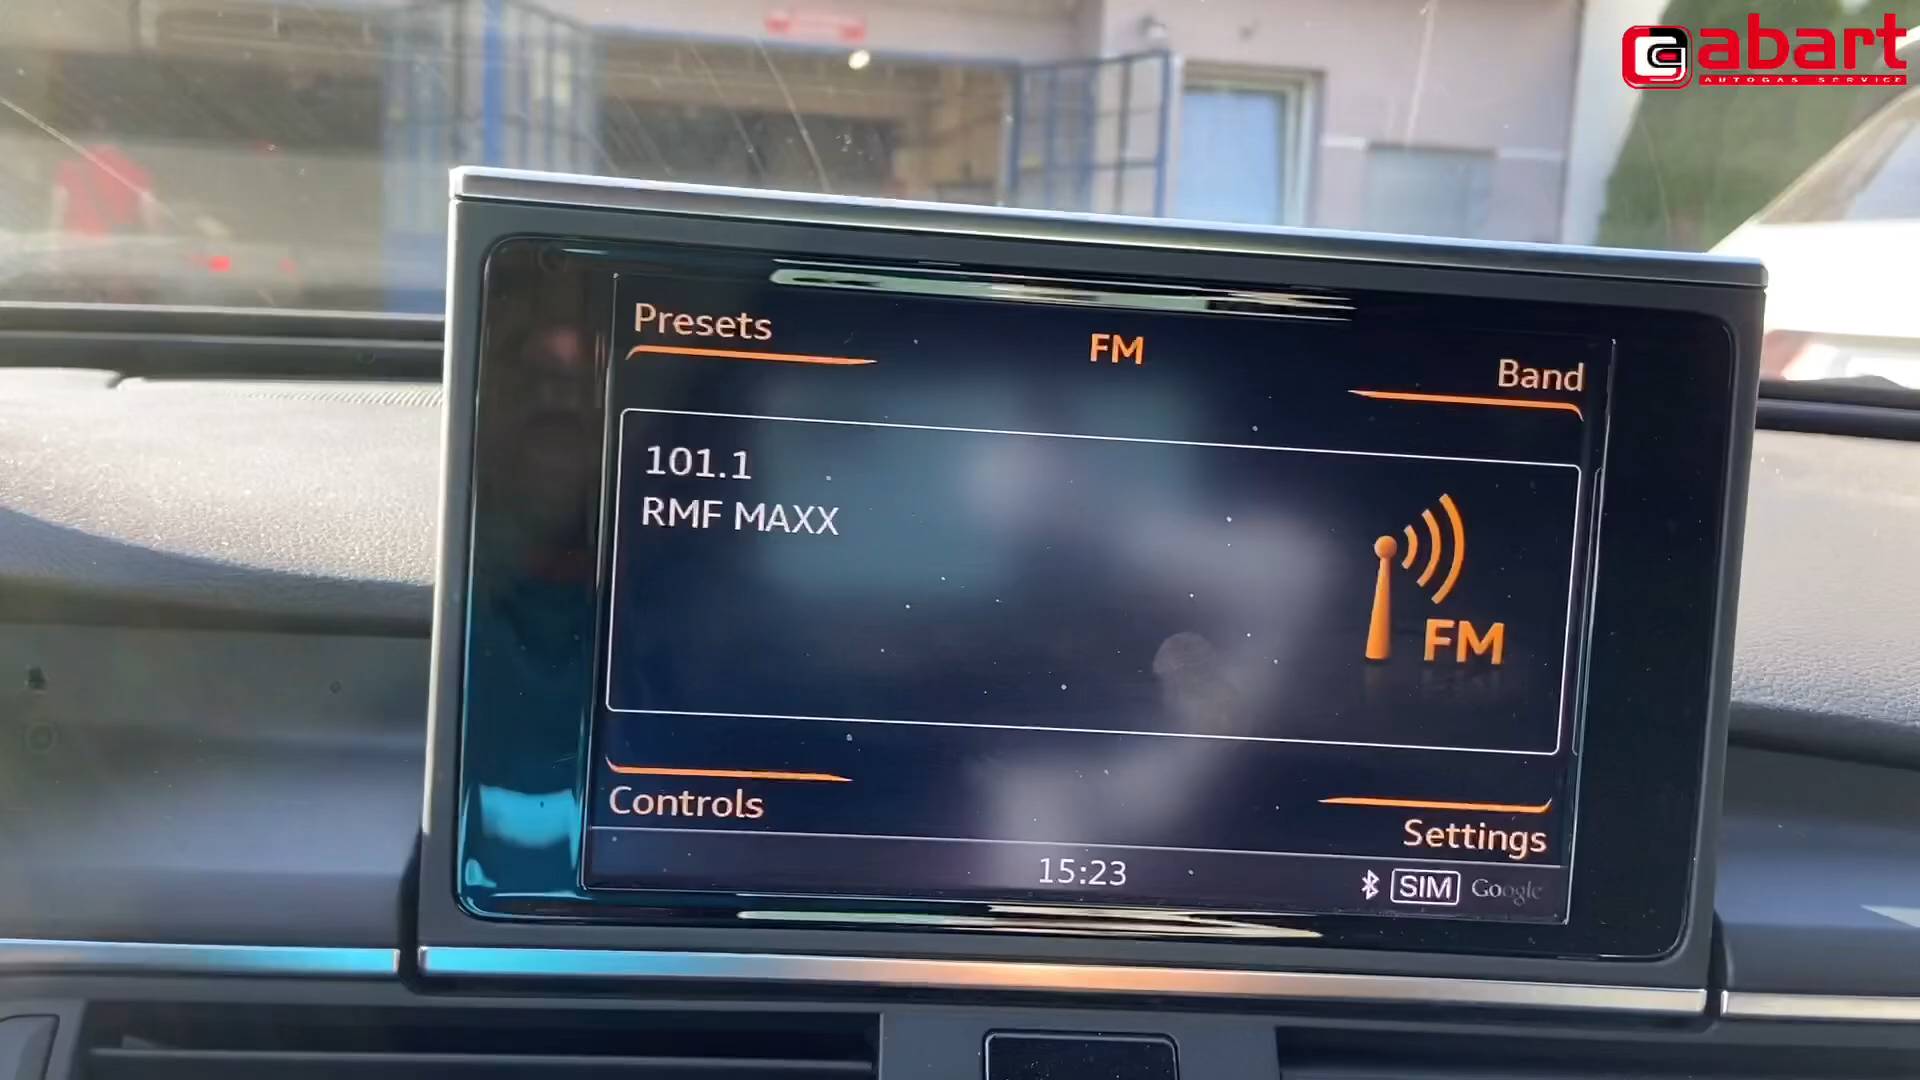 abart
AUTOGAS SERVICE
Presets
FM
Band
101.1
RMF MAXX
FM
Controls
Settings
15:23
SIM Google